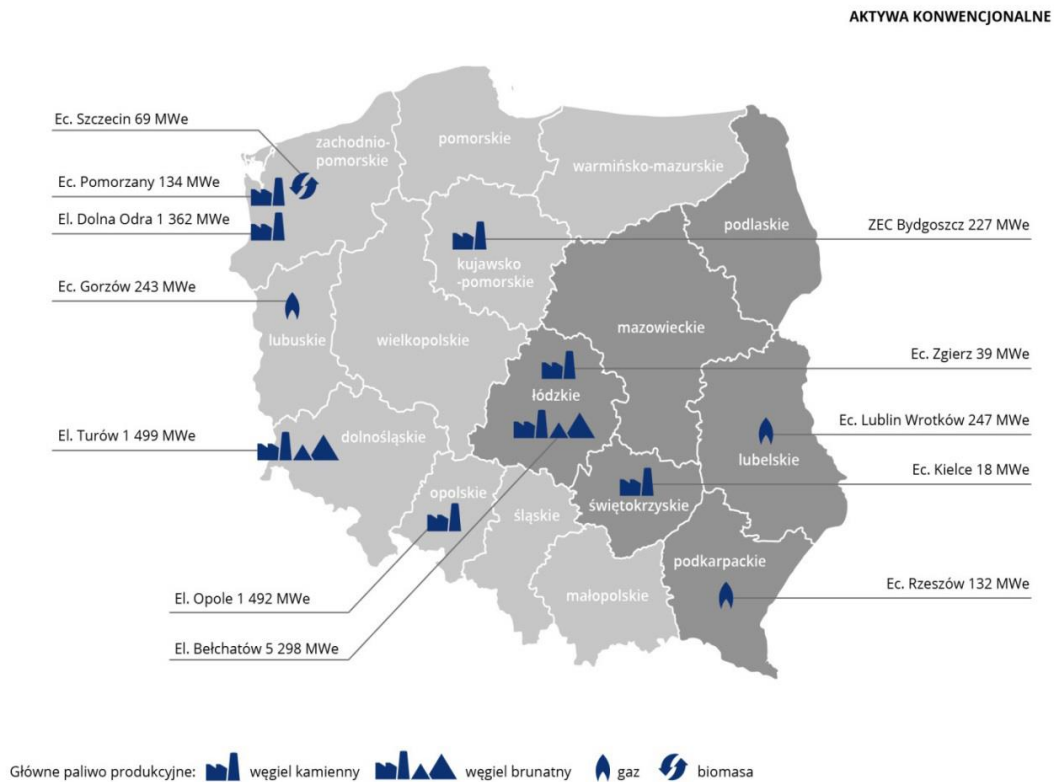 AKTYWA KONWENCJONALNE
Ec. Szczecin 69 MWe
zachodnio-
pomorskie
pomorskie
warmińsko-mazurskie
Ec. Pomorzany 134 MWe
El. Dolna Odra 1 362 MWe
podlaskie
ZEC Bydgoszcz 227 MWe
kujawsko
-pomorskie
Ec. Gorzów 243 MWe
lubuskie
wielkopolskie
mazowieckie
Ec. Zgierz 39 MWe
łódzkie
El. Turów 1 499 MWe
dolnośląskie
Ec. Lublin Wrotków 247 MWe
lubelskie
Ec. Kielce 18 MWe
opolskie
śląskie
świętokrzyskie
podkarpackie
Ec. Rzeszów 132 MWe
małopolskie
El. Opole 1 492 MWe
El. Bełchatów 5 298 MWe
Główne paliwo produkcyjne: węgiel kamienny węgiel brunatny gaz biomasa